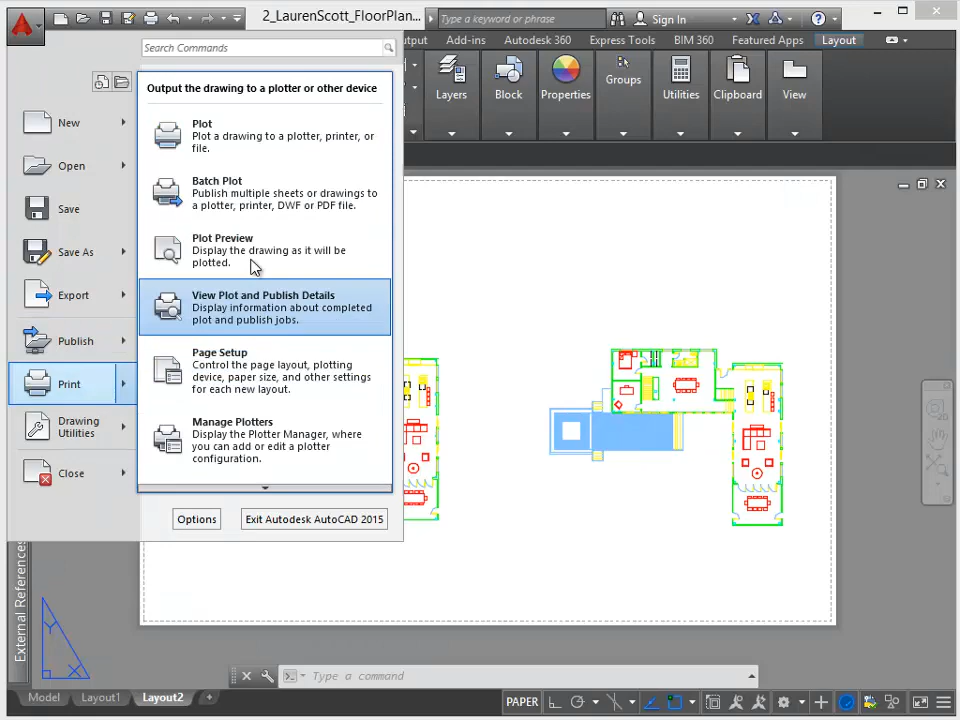 2_LaurenScott_FloorPlan...
Type a keyword or phrase
Sign In
Search Commands
Add-ins
Autodesk 360
Express Tools
BIM 360
Featured Apps
Layout
Layers
Block
Properties
Groups
Utilities
Clipboard
View
Output the drawing to a plotter or other device
New
Open
Save
Save As
Export
Publish
Print
Drawing
Utilities
Close
Plot
Plot a drawing to a plotter, printer, or
file.
Batch Plot
Publish multiple sheets or drawings to
a plotter, printer, DWF or PDF file.
Plot Preview
Display the drawing as it will be
plotted.
View Plot and Publish Details
Display information about completed
plot and publish jobs.
Page Setup
Control the page layout, plotting
device, paper size, and other settings
for each new layout.
Manage Plotters
Display the Plotter Manager, where
you can add or edit a plotter
configuration.
Options
Exit Autodesk AutoCAD 2015
External References
Y
X
Type a command
Model
Layout1
Layout2
PAPER